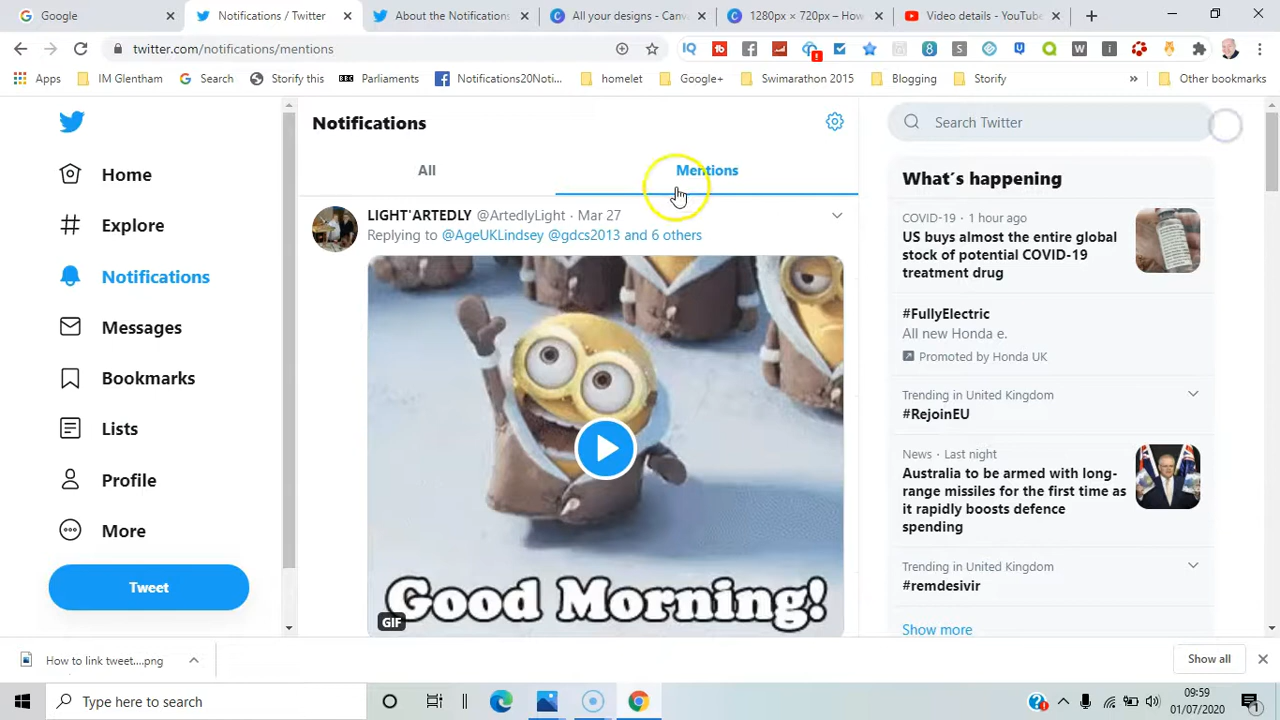 Google
Notifications / Twitter
About the Notifications
All your designs - Canv
1280px × 720px – How
Video details - YouTube
twitter.com/notifications/mentions
Apps
IM Glentham
Search
Storify this
Parliaments
Notifications20Noti...
homelet
Google+
Swimarathon 2015
Blogging
Storify
Other bookmarks
Notifications
Search Twitter
All
Mentions
Home
Explore
Notifications
Messages
Bookmarks
Lists
Profile
More
Tweet
LIGHT'ARTEDLY @ArtedlyLight · Mar 27
Replying to @AgeUKLindsey @gdcs2013 and 6 others
Good Morning!
GIF
What's happening
COVID-19 · 1 hour ago
US buys almost the entire global
stock of potential COVID-19
treatment drug
#FullyElectric
All new Honda e.
Promoted by Honda UK
Trending in United Kingdom
#RejoinEU
News · Last night
Australia to be armed with long-
range missiles for the first time as
it rapidly boosts defence
spending
Trending in United Kingdom
#remdesivir
Show more
How to link tweet....png
Show all
Type here to search
09:59
01/07/2020